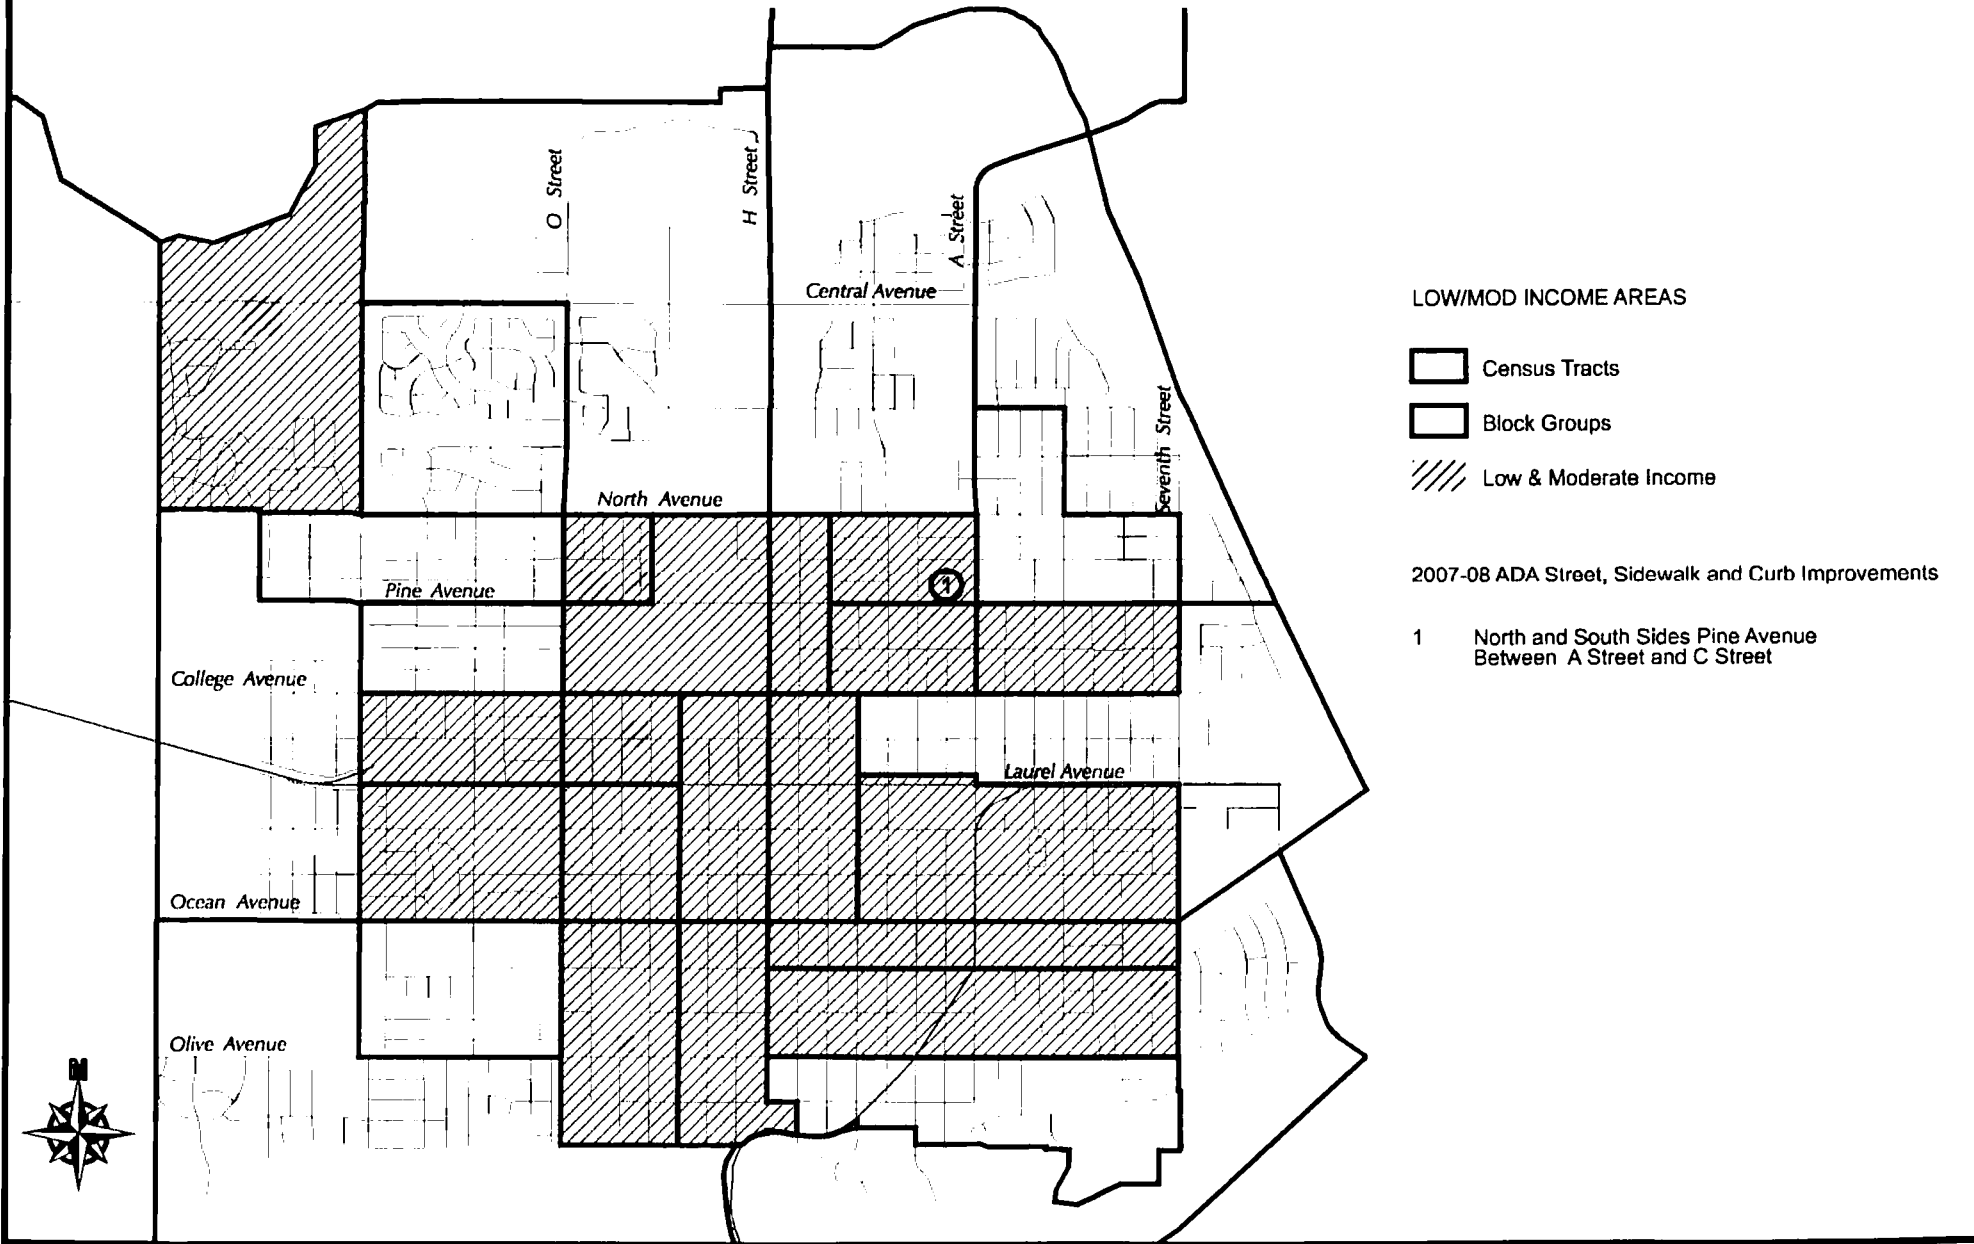 O Street
H Street
A Street
Central Avenue
Seventh Street
North Avenue
1
Pine Avenue
College Avenue
Laurel Avenue
Ocean Avenue
Olive Avenue
N
LOW/MOD INCOME AREAS
Census Tracts
Block Groups
Low & Moderate Income
2007-08 ADA Street, Sidewalk and Curb Improvements
1 North and South Sides Pine Avenue
Between A Street and C Street